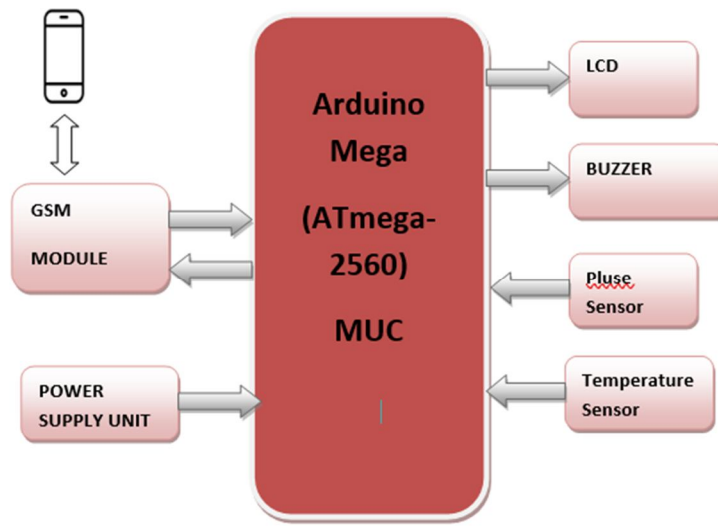 GSM
MODULE
POWER
SUPPLY UNIT
Arduino
Mega
(ATmega-
2560)
MUC
LCD
BUZZER
Pluse
Sensor
Temperature
Sensor